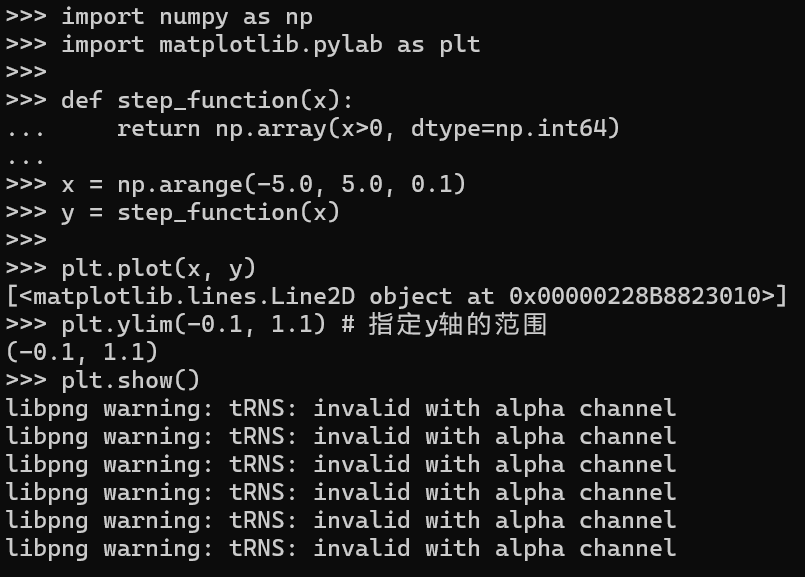 >>> import numpy as np
>>> import matplotlib.pylab as plt
>>>
>>> def step_function(x):
...     return np.array(x>0, dtype=np.int64)
...
>>> x = np.arange(-5.0, 5.0, 0.1)
>>> y = step_function(x)
>>>
>>> plt.plot(x, y)
[<matplotlib.lines.Line2D object at 0x00000228B8823010>]
>>> plt.ylim(-0.1, 1.1) # 指定y轴的范围
(-0.1, 1.1)
>>> plt.show()
libpng warning: tRNS: invalid with alpha channel
libpng warning: tRNS: invalid with alpha channel
libpng warning: tRNS: invalid with alpha channel
libpng warning: tRNS: invalid with alpha channel
libpng warning: tRNS: invalid with alpha channel
libpng warning: tRNS: invalid with alpha channel